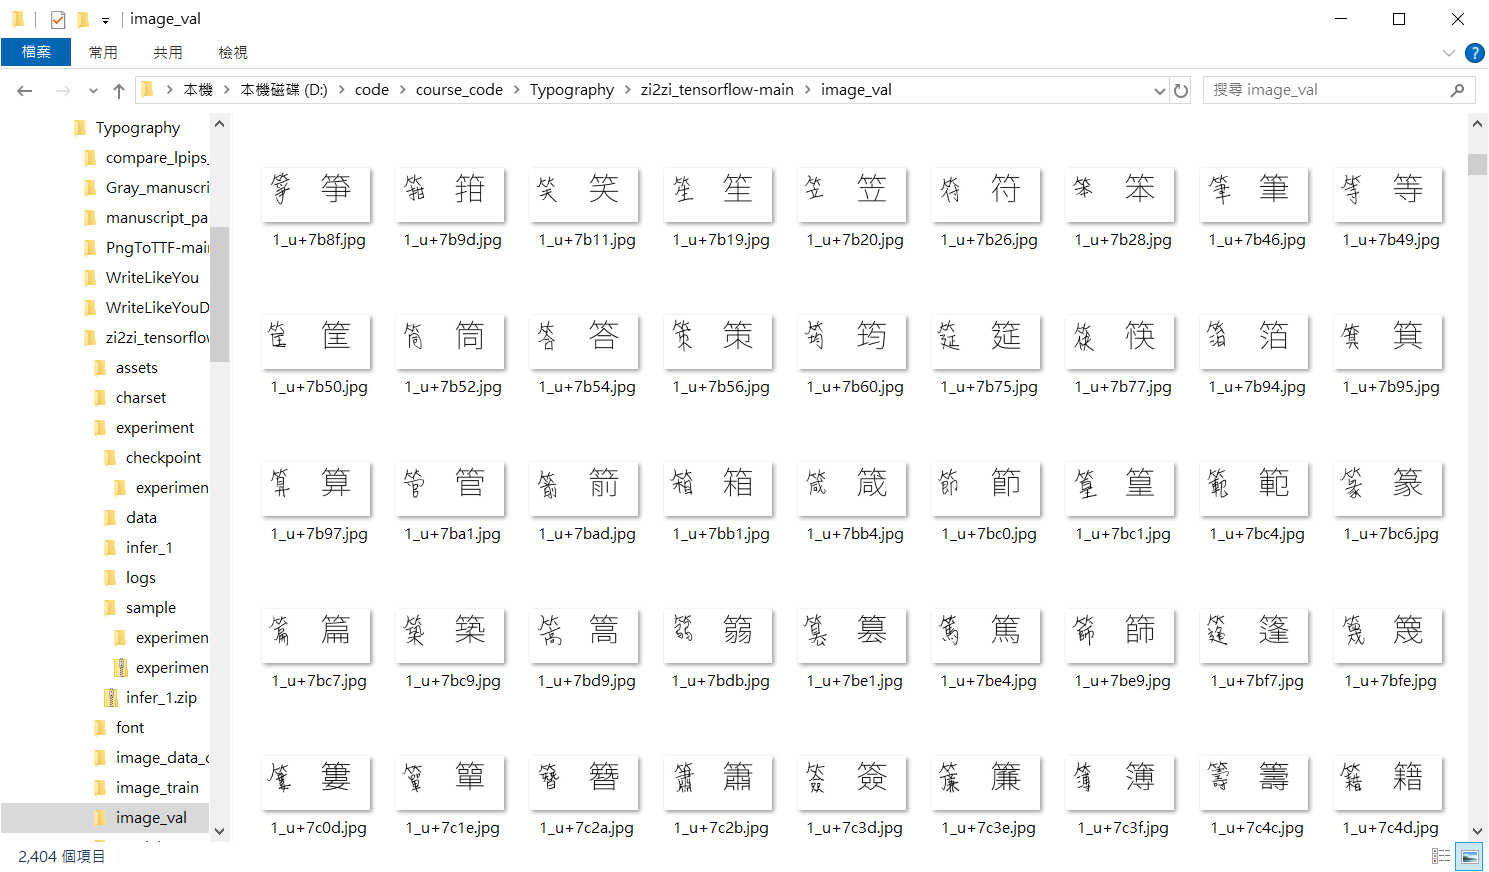 image_val
檔案 常用 共用 檢視
本機 本機磁碟 (D:) code course_code Typography zi2zi_tensorflow-main image_val
搜尋 image_val
Typography
compare_lpips_
Gray_manuscri
manuscript_pa
PngToTTF-mair
WriteLikeYou
WriteLikeYouD
zi2zi_tensorflow
assets
charset
experiment
checkpoint
experimen
data
infer_1
logs
sample
experimen
experimen
infer_1.zip
font
image_data_c
image_train
image_val
箏 箏 箝 箝 笑 笑 笙 笙 笠 笠 符 符 笨 笨 筆 筆 等 等
1_u+7b8f.jpg 1_u+7b9d.jpg 1_u+7b11.jpg 1_u+7b19.jpg 1_u+7b20.jpg 1_u+7b26.jpg 1_u+7b28.jpg 1_u+7b46.jpg 1_u+7b49.jpg
筐 筐 筒 筒 答 答 策 策 筠 筠 筵 筵 筷 筷 箔 箔 箕 箕
1_u+7b50.jpg 1_u+7b52.jpg 1_u+7b54.jpg 1_u+7b56.jpg 1_u+7b60.jpg 1_u+7b75.jpg 1_u+7b77.jpg 1_u+7b94.jpg 1_u+7b95.jpg
算 算 管 管 箭 箭 箱 箱 箴 箴 節 節 篁 篁 範 範 篆 篆
1_u+7b97.jpg 1_u+7ba1.jpg 1_u+7bad.jpg 1_u+7bb1.jpg 1_u+7bb4.jpg 1_u+7bc0.jpg 1_u+7bc1.jpg 1_u+7bc4.jpg 1_u+7bc6.jpg
篇 篇 築 築 篙 篙 篛 篛 篡 篡 篤 篤 篩 篩 篷 篷 篾 篾
1_u+7bc7.jpg 1_u+7bc9.jpg 1_u+7bd9.jpg 1_u+7bdb.jpg 1_u+7be1.jpg 1_u+7be4.jpg 1_u+7be9.jpg 1_u+7bf7.jpg 1_u+7bfe.jpg
簍 簍 簞 簞 簪 簪 簫 簫 簽 簽 簾 簾 簿 簿 籌 籌 籍 籍
1_u+7c0d.jpg 1_u+7c1e.jpg 1_u+7c2a.jpg 1_u+7c2b.jpg 1_u+7c3d.jpg 1_u+7c3e.jpg 1_u+7c3f.jpg 1_u+7c4c.jpg 1_u+7c4d.jpg
2,404 個項目